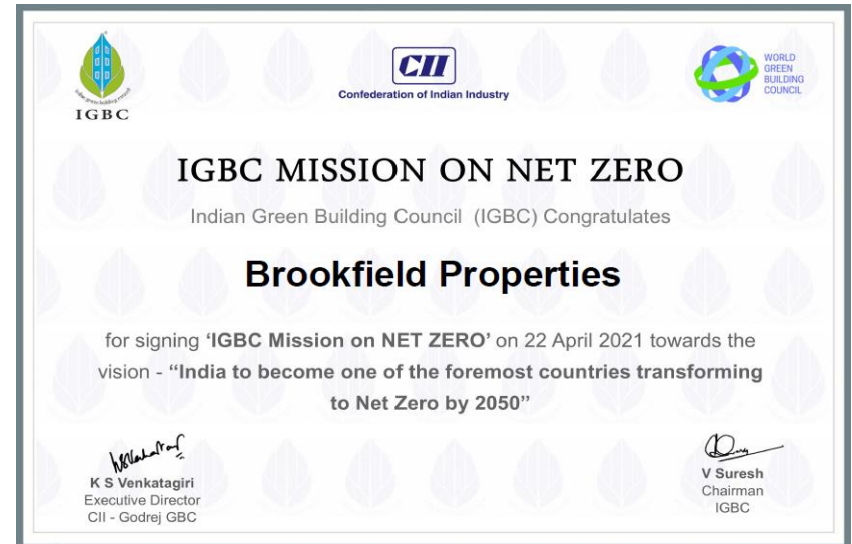 IGBC
CII
Confederation of Indian Industry
WORLD
GREEN
BUILDING
COUNCIL
IGBC MISSION ON NET ZERO
Indian Green Building Council (IGBC) Congratulates
Brookfield Properties
for signing ‘IGBC Mission on NET ZERO’ on 22 April 2021 towards the
vision - “India to become one of the foremost countries transforming
to Net Zero by 2050”
K S Venkatagiri
Executive Director
CII - Godrej GBC
V Suresh
Chairman
IGBC